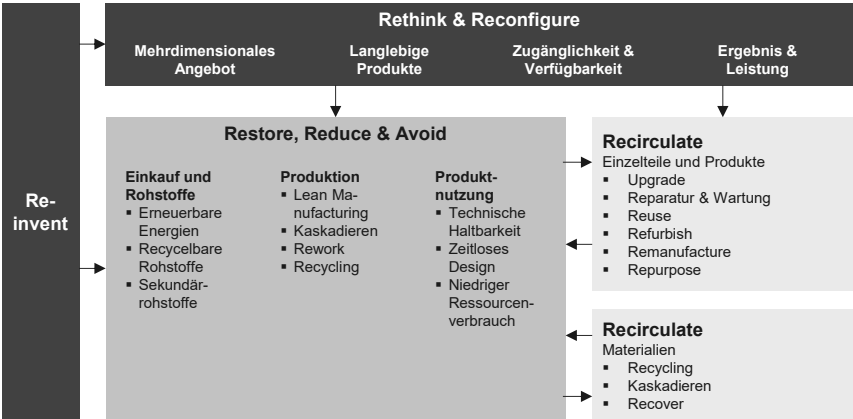 Re-
invent
Rethink & Reconfigure
Mehrdimensionales
Angebot
Langlebige
Produkte
Zugänglichkeit &
Verfügbarkeit
Ergebnis &
Leistung
Restore, Reduce & Avoid
Einkauf und
Rohstoffe
▪ Erneuerbare
Energien
▪ Recycelbare
Rohstoffe
▪ Sekundär-
rohstoffe
Produktion
▪ Lean Ma-
nufacturing
▪ Kaskadieren
▪ Rework
▪ Recycling
Produkt-
nutzung
▪ Technische
Haltbarkeit
▪ Zeitloses
Design
▪ Niedriger
Ressourcen-
verbrauch
Recirculate
Einzelteile und Produkte
▪ Upgrade
▪ Reparatur & Wartung
▪ Reuse
▪ Refurbish
▪ Remanufacture
▪ Repurpose
Recirculate
Materialien
▪ Recycling
▪ Kaskadieren
▪ Recover